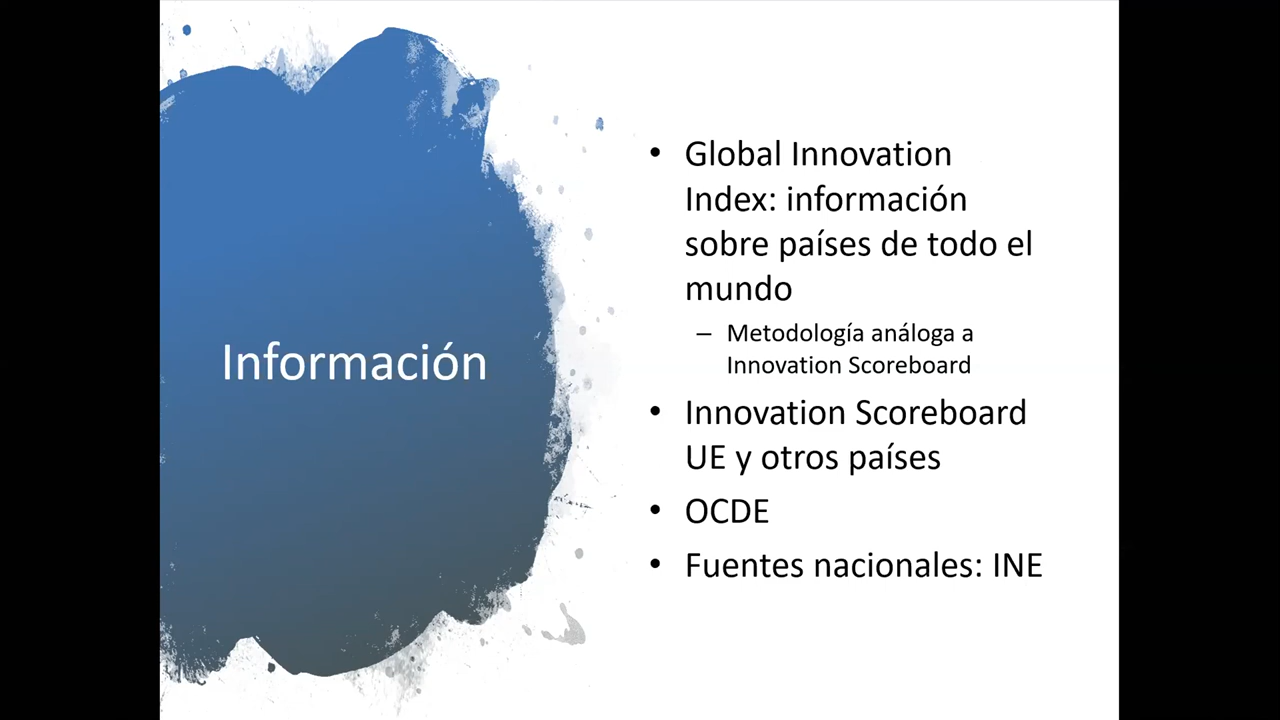 Información
• Global Innovation
Index: información
sobre países de todo el
mundo
– Metodología análoga a
Innovation Scoreboard
• Innovation Scoreboard
UE y otros países
• OCDE
• Fuentes nacionales: INE